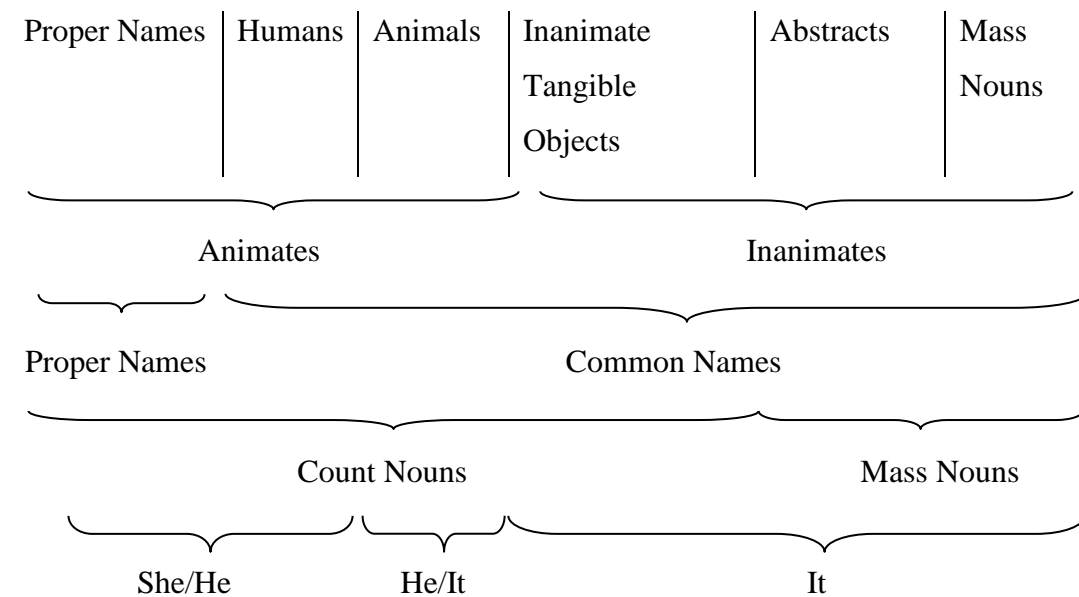 Proper Names Humans Animals Inanimate Abstracts Mass
Tangible Nouns
Objects
Animates Inanimates
Proper Names Common Names
Count Nouns Mass Nouns
She/He He/It It